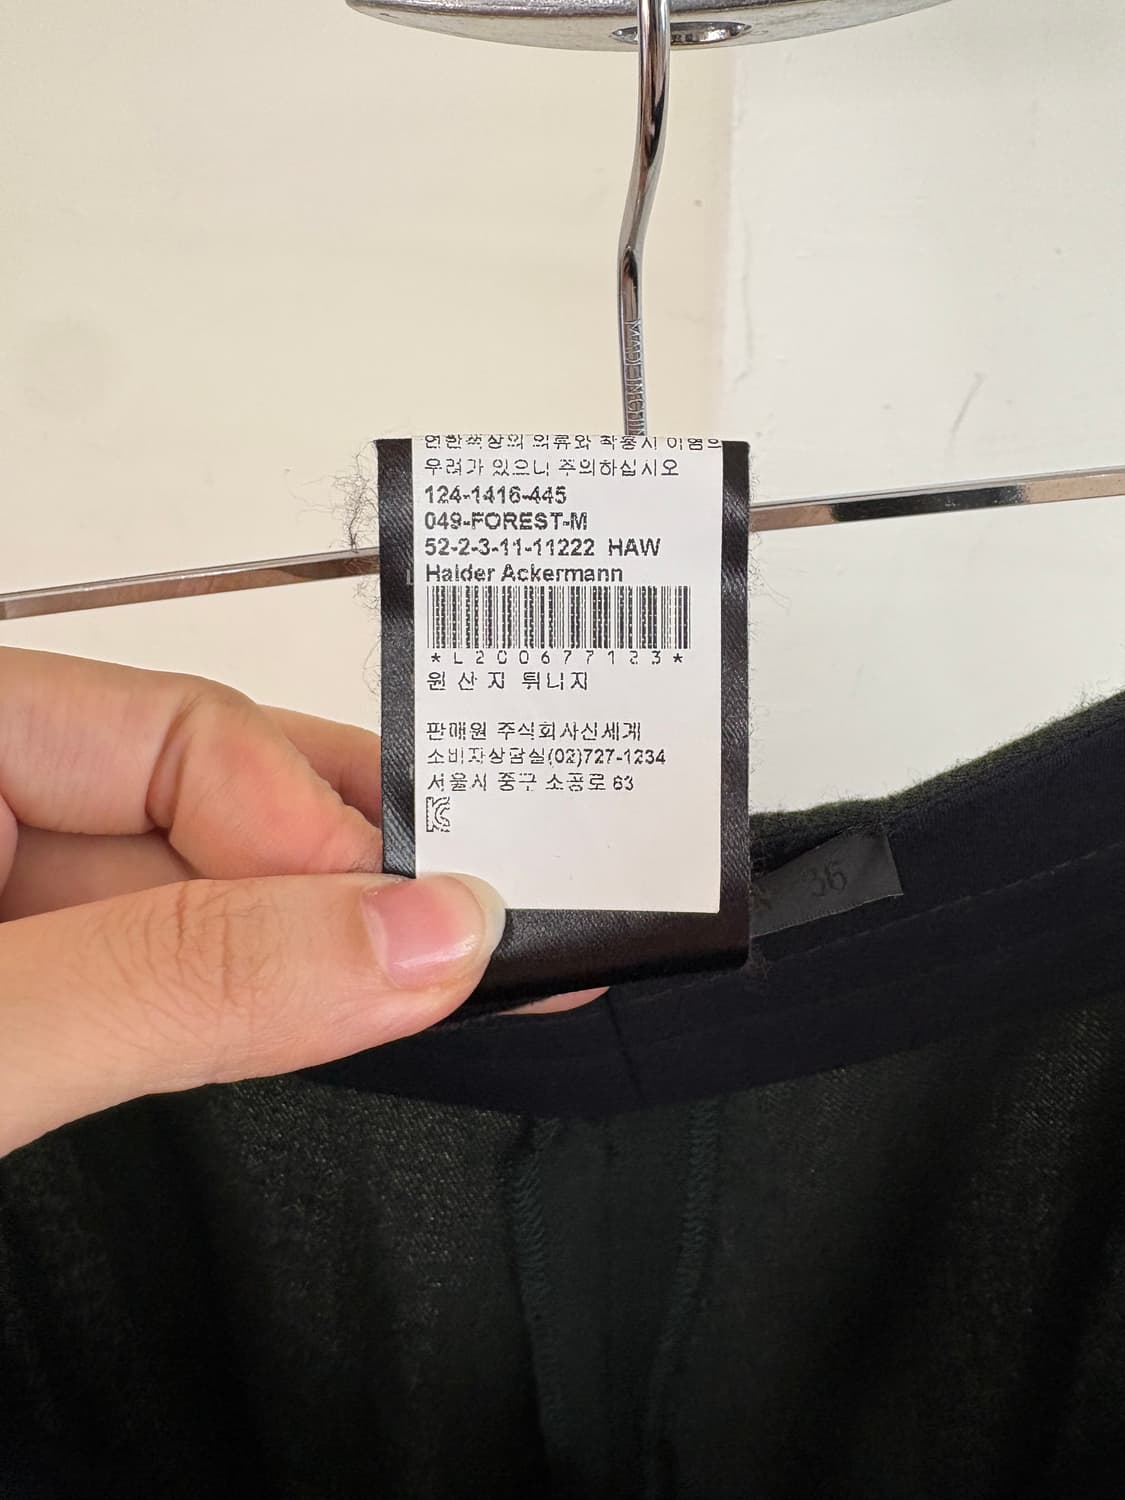 연한색상의 의류와 착용시 이염의
우려가 있으니 주의하십시오
124-1416-445
049-FOREST-M
52-2-3-11-11222 HAW
Haider Ackermann
*L200677123*
원 산 지 튀니지
판매원 주식회사신세계
소비자상담실(02)727-1234
서울시 중구 소공로 63
36